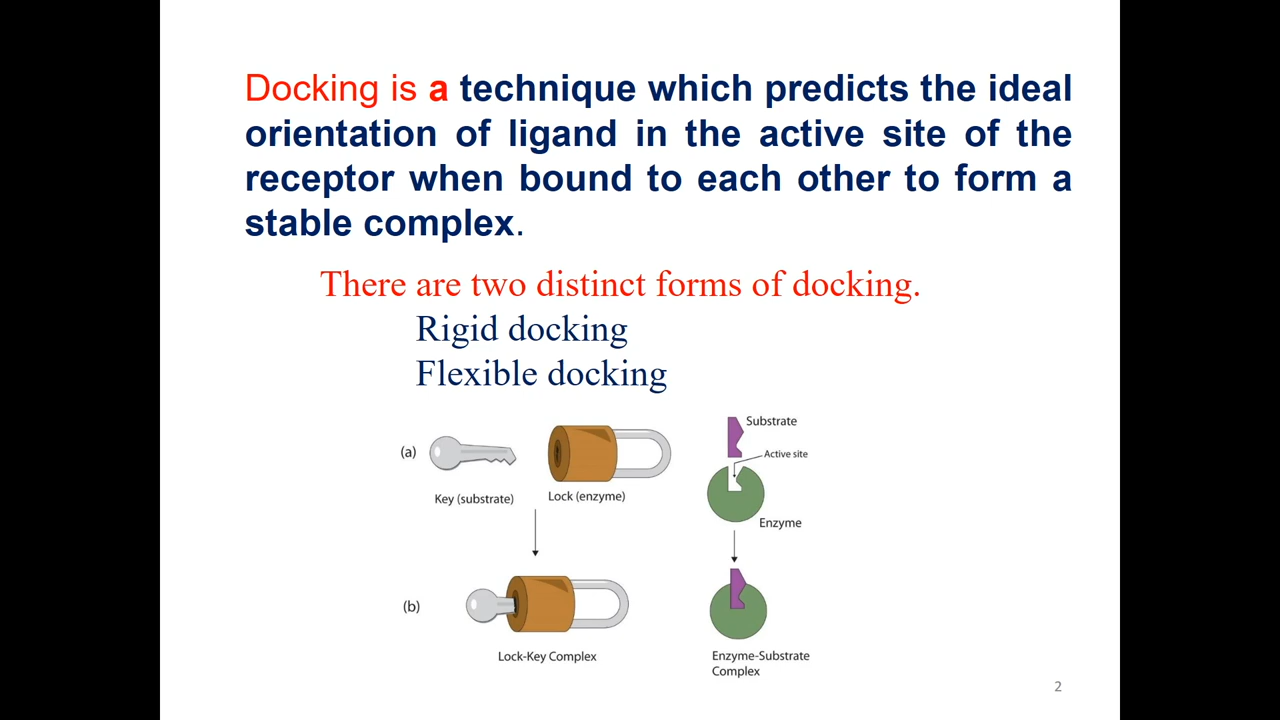 Docking is a technique which predicts the ideal
orientation of ligand in the active site of the
receptor when bound to each other to form a
stable complex.
There are two distinct forms of docking.
Rigid docking
Flexible docking
(a)
Key (substrate)
Lock (enzyme)
Substrate
Active site
Enzyme
(b)
Lock-Key Complex
Enzyme-Substrate
Complex
2